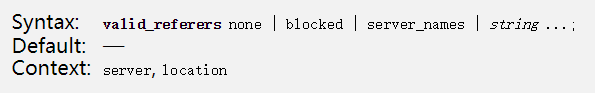 Syntax: valid_referers none | blocked | server_names | string ...;
Default: —
Context: server, location